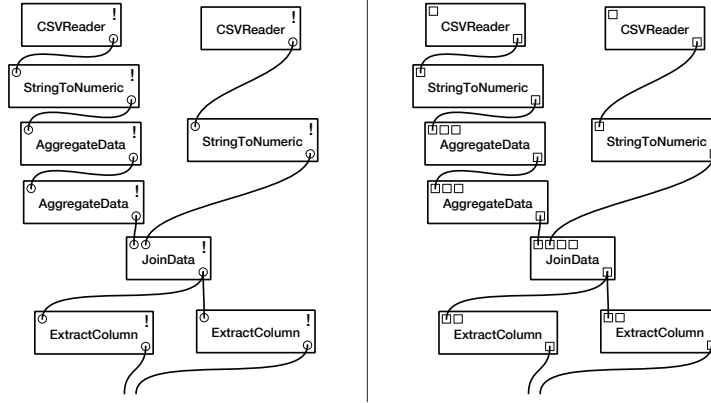 CSVReader !
CSVReader !
StringToNumeric !
AggregateData !
StringToNumeric !
AggregateData !
JoinData !
ExtractColumn !
ExtractColumn !
CSVReader
CSVReader
StringToNumeric
AggregateData
StringToNumeric
AggregateData
JoinData
ExtractColumn
ExtractColumn